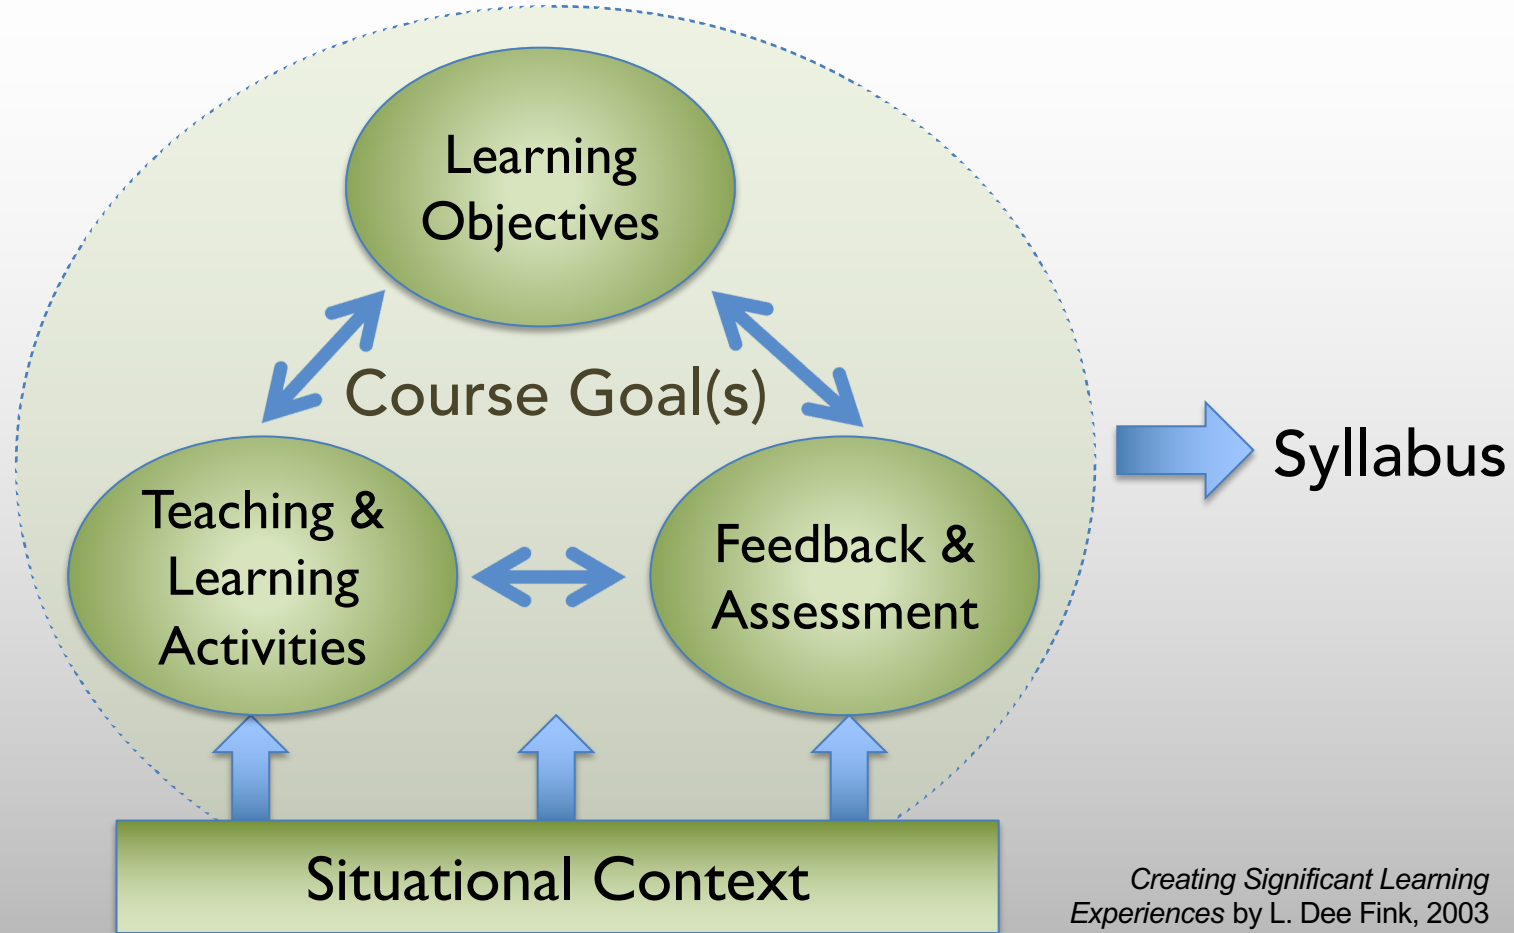 Learning
Objectives
Course Goal(s)
Teaching &
Learning
Activities
Feedback &
Assessment
Syllabus
Situational Context
Creating Significant Learning
Experiences by L. Dee Fink, 2003